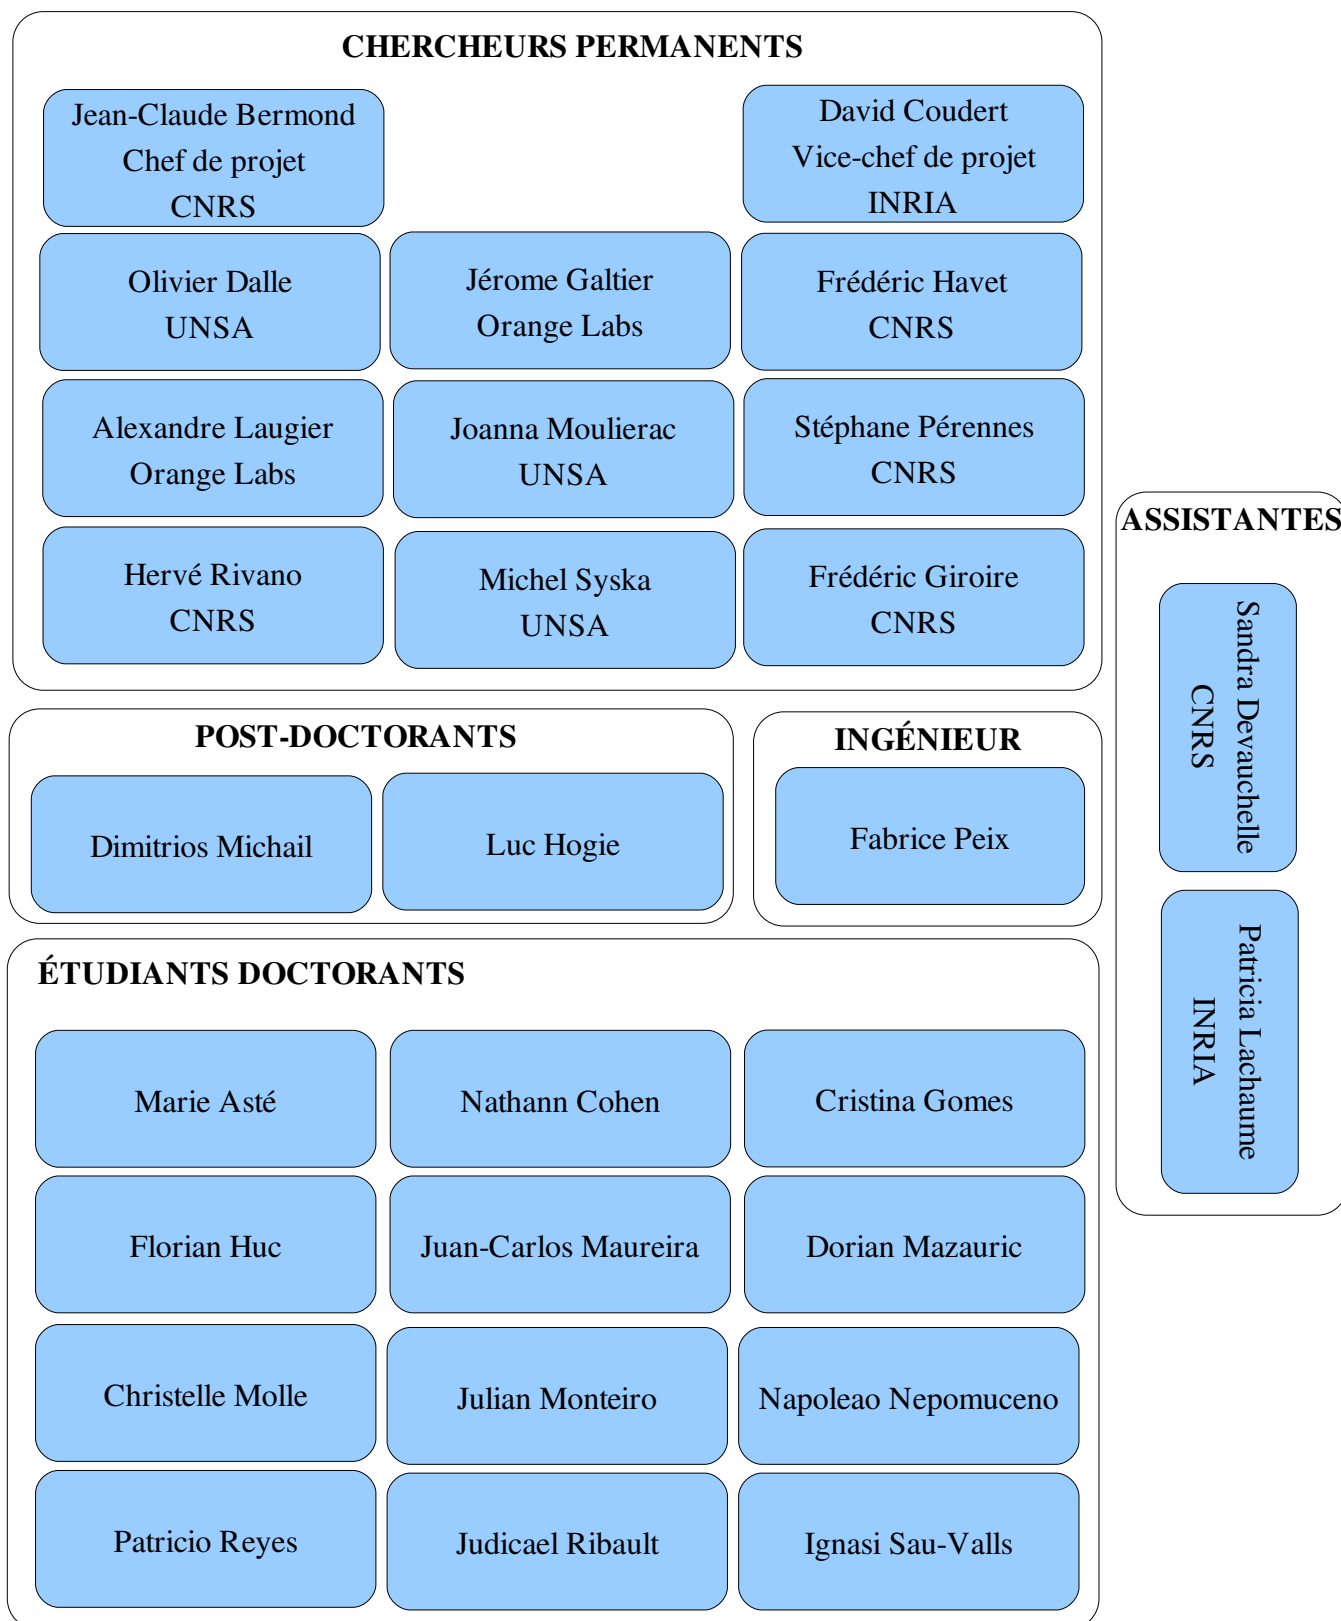 CHERCHEURS PERMANENTS
Jean-Claude Bermond
Chef de projet
CNRS
David Coudert
Vice-chef de projet
INRIA
Olivier Dalle
UNSA
Jérome Galtier
Orange Labs
Frédéric Havet
CNRS
Alexandre Laugier
Orange Labs
Joanna Moulierac
UNSA
Stéphane Pérennes
CNRS
Hervé Rivano
CNRS
Michel Syska
UNSA
Frédéric Giroire
CNRS
POST-DOCTORANTS
Dimitrios Michail
Luc Hogie
INGÉNIEUR
Fabrice Peix
ÉTUDIANTS DOCTORANTS
Marie Asté
Nathann Cohen
Cristina Gomes
Florian Huc
Juan-Carlos Maureira
Dorian Mazauric
Christelle Molle
Julian Monteiro
Napoleao Nepomuceno
Patricio Reyes
Judicael Ribault
Ignasi Sau-Valls
ASSISTANTES
Sandra Devauchelle
CNRS
Patricia Lachaume
INRIA